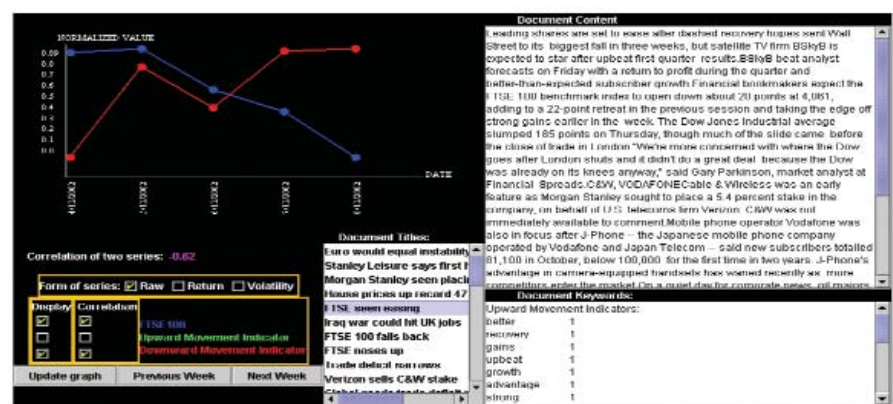 NORMALIZED VALUE
0.89
0.8
0.7
0.6
0.5
0.4
0.3
0.2
0.1
0.0
DATE
Correlation of two series: -0.62
Form of series: Raw Return Volatility
Display Correlation
FTSE 100
Upward Movement Indicator
Downward Movement Indicator
Update graph Previous Week Next Week
Document Titles:
Euro would equal instability
Stanley Leisure says first h
Morgan Stanley seen placi
House prices up record 47
FTSE seen easing
Iraq war could hit UK jobs
FTSE 100 falls back
FTSE noses up
Trade deficit narrows
Verizon sells C&W stake
Document Content
Leading shares are set to ease after dashed recovery hopes sent Wall
Street to its biggest fall in three weeks, but satellite TV firm BSkyB is
expected to star after upbeat first quarter results.BSkyB beat analyst
forecasts on Friday with a return to profit during the quarter and
better-than-expected subscriber growth Financial bookmakers expect the
FTSE 100 benchmark index to open down about 20 points at 4,061,
adding to a 22-point retreat in the previous session and taking the edge off
strong gains earlier in the week. The Dow Jones Industrial average
slumped 185 points on Thursday, though much of the slide came before
the close of trade in London "We're more concerned with where the Dow
goes after London shuts and it didn't do a great deal because the Dow
was already on its knees anyway," said Gary Parkinson, market analyst at
Financial Spreads.C&W, VODAFONECable & Wireless was an early
feature as Morgan Stanley sought to place a 5.4 percent stake in the
company, on behalf of U.S. telecoms firm Verizon. C&W was not
immediately available to comment.Mobile phone operator Vodafone was
also in focus after J-Phone -- the Japanese mobile phone company
operated by Vodafone and Japan Telecom -- said new subscribers totalled
81,100 in October, below 100,000 for the first time in two years. J-Phone's
advantage in camera-equipped handsets has waned recently as more
competitors enter the market.On a quiet day for corporate news, oil majors
Document Keywords:
Upward Movement Indicators:
better 1
recovery 1
gains 1
upbeat 1
growth 1
advantage 1
strong 1